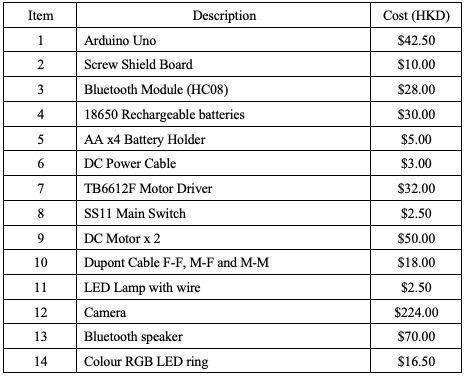 Item Description Cost (HKD)
1 Arduino Uno $42.50
2 Screw Shield Board $10.00
3 Bluetooth Module (HC08) $28.00
4 18650 Rechargeable batteries $30.00
5 AA x4 Battery Holder $5.00
6 DC Power Cable $3.00
7 TB6612F Motor Driver $32.00
8 SS11 Main Switch $2.50
9 DC Motor x 2 $50.00
10 Dupont Cable F-F, M-F and M-M $18.00
11 LED Lamp with wire $2.50
12 Camera $224.00
13 Bluetooth speaker $70.00
14 Colour RGB LED ring $16.50